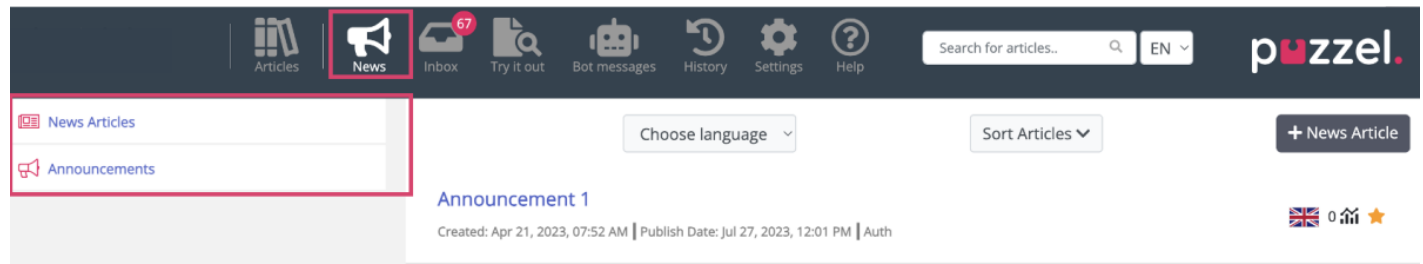 67
Articles
News
Inbox
Try it out
Bot messages
History
Settings
Help
Search for articles..
EN
puzzel.
News Articles
Announcements
Choose language
Sort Articles
+ News Article
Announcement 1
Created: Apr 21, 2023, 07:52 AM | Publish Date: Jul 27, 2023, 12:01 PM | Auth
0